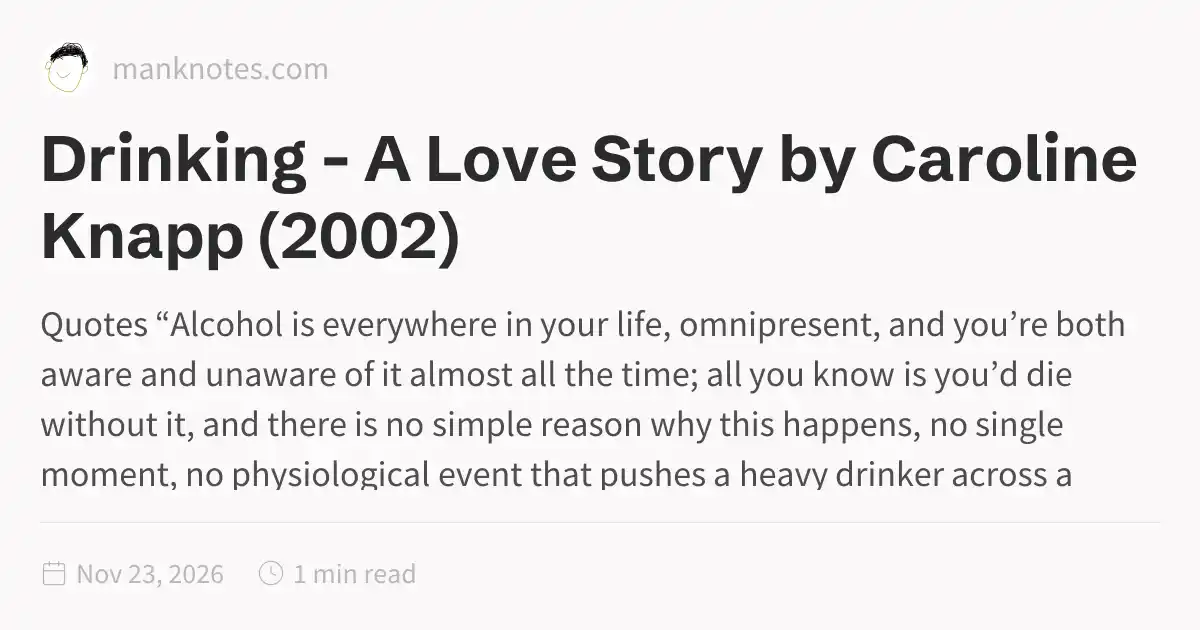 manknotes.com
Drinking - A Love Story by Caroline
Knapp (2002)
Quotes “Alcohol is everywhere in your life, omnipresent, and you’re both
aware and unaware of it almost all the time; all you know is you’d die
without it, and there is no simple reason why this happens, no single
moment, no physiological event that pushes a heavy drinker across a
Nov 23, 2026
1 min read